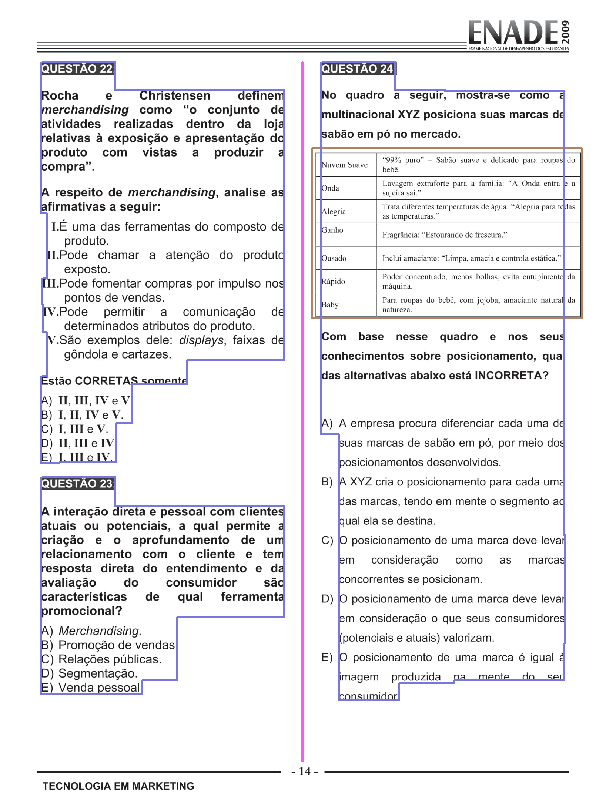 ENADE 2009
EXAME NACIONAL DE DESEMPENHO DOS ESTUDANTES
QUESTÃO 22
Rocha e Christensen definem
merchandising como “o conjunto de
atividades realizadas dentro da loja
relativas à exposição e apresentação do
produto com vistas a produzir a
compra”.
A respeito de merchandising, analise as
afirmativas a seguir:
I.É uma das ferramentas do composto de
produto.
II.Pode chamar a atenção do produto
exposto.
III.Pode fomentar compras por impulso nos
pontos de vendas.
IV.Pode permitir a comunicação de
determinados atributos do produto.
V.São exemplos dele: displays, faixas de
gôndola e cartazes.
Estão CORRETAS somente
A) II, III, IV e V
B) I, II, IV e V.
C) I, III e V.
D) II, III e IV
E) I, III e IV.
QUESTÃO 23
A interação direta e pessoal com clientes
atuais ou potenciais, a qual permite a
criação e o aprofundamento de um
relacionamento com o cliente e tem
resposta direta do entendimento e da
avaliação do consumidor são
características de qual ferramenta
promocional?
A) Merchandising.
B) Promoção de vendas
C) Relações públicas.
D) Segmentação.
E) Venda pessoal
QUESTÃO 24
No quadro a seguir, mostra-se como a
multinacional XYZ posiciona suas marcas de
sabão em pó no mercado.
Nuvem Suave “99% puro” – Sabão suave e delicado para roupas do
bebê.
Onda Lavagem extraforte para a família: “A Onda entra e a
sujeira sai.”
Alegria Trata diferentes temperaturas de água. “Alegria para todas
as temperaturas.”
Ganho Fragrância: “Estourando de frescura.”
Ousado Inclui amaciante: “Limpa, amacia e controla estática.”
Rápido Poder concentrado, menos bolhas, evita entupimento da
máquina.
Baby Para roupas do bebê, com jojoba, amaciante natural da
natureza.
Com base nesse quadro e nos seus
conhecimentos sobre posicionamento, qua
das alternativas abaixo está INCORRETA?
A) A empresa procura diferenciar cada uma de
suas marcas de sabão em pó, por meio dos
posicionamentos desenvolvidos.
B) A XYZ cria o posicionamento para cada uma
das marcas, tendo em mente o segmento ao
qual ela se destina.
C) O posicionamento de uma marca deve levar
em consideração como as marcas
concorrentes se posicionam.
D) O posicionamento de uma marca deve levar
em consideração o que seus consumidores
(potenciais e atuais) valorizam.
E) O posicionamento de uma marca é igual à
imagem produzida na mente do seu
consumidor
- 14 -
TECNOLOGIA EM MARKETING